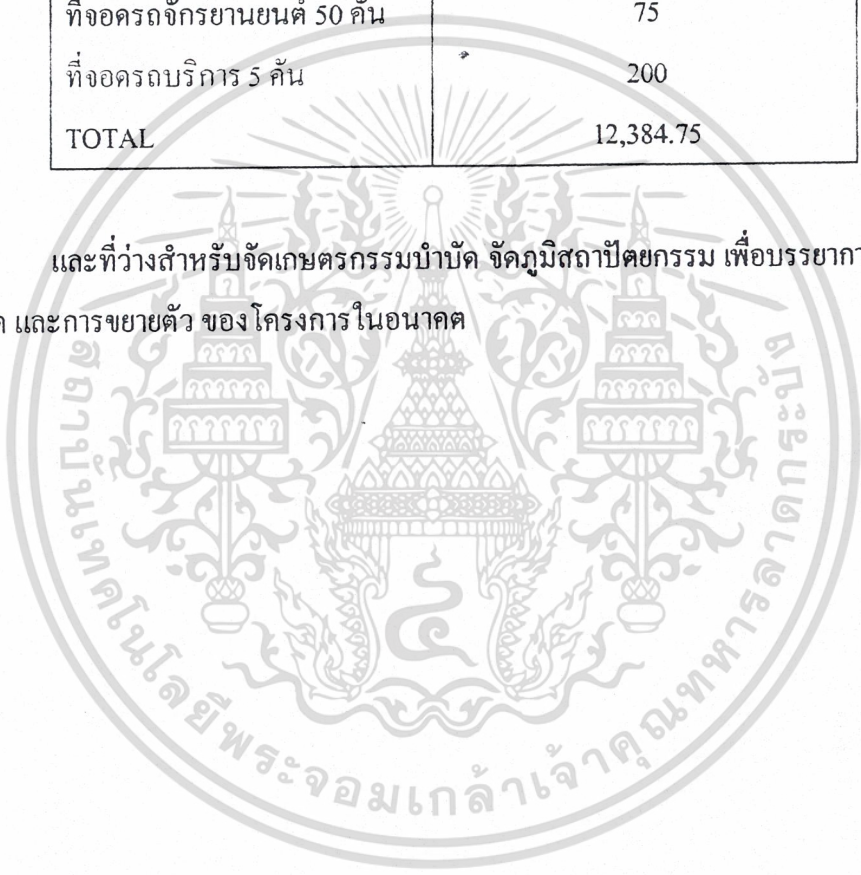 ที่จอดรถจักรยานยนต์ 50 คัน 75
ที่จอดรถบริการ 5 คัน 200
TOTAL 12,384.75
และที่ว่างสำหรับจัดเกษตรกรรมบำบัด จัดภูมิสถาปัตยกรรม เพื่อบรรยากา
และการขยายตัว ของโครงการในอนาคต
สถาบันเทคโนโลยีพระจอมเกล้าเจ้าคุณทหารลาดกระบัง